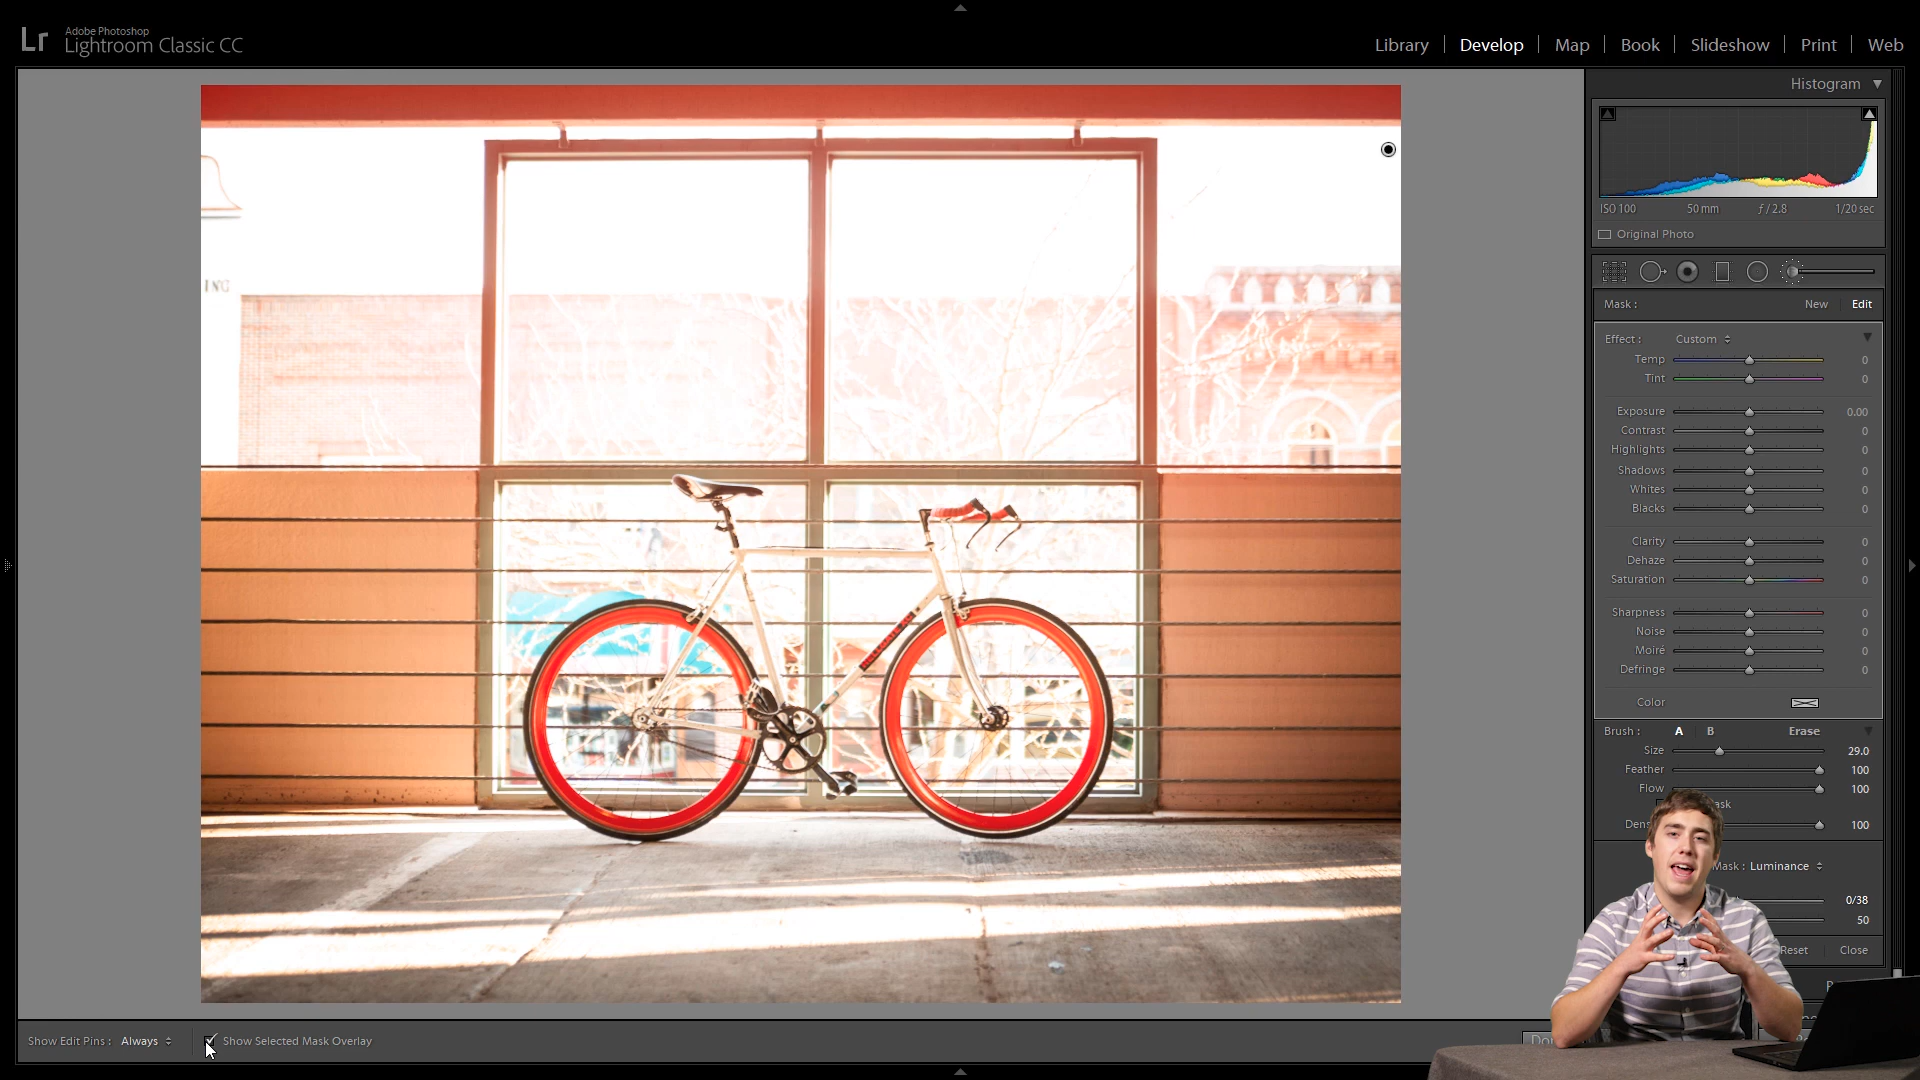 Lr Adobe Photoshop
Lightroom Classic CC
Library Develop Map Book Slideshow Print Web
Histogram
ISO 100 50 mm ƒ / 2.8 1/20 sec
Original Photo
Mask : New Edit
Effect : Custom
Temp 0
Tint 0
Exposure 0.00
Contrast 0
Highlights 0
Shadows 0
Whites 0
Blacks 0
Clarity 0
Dehaze 0
Saturation 0
Sharpness 0
Noise 0
Moiré 0
Defringe 0
Color
Brush : A B Erase
Size 29.0
Feather 100
Flow 100
100
Mask : Luminance
0/38
50
Reset Close
Show Edit Pins : Always Show Selected Mask Overlay